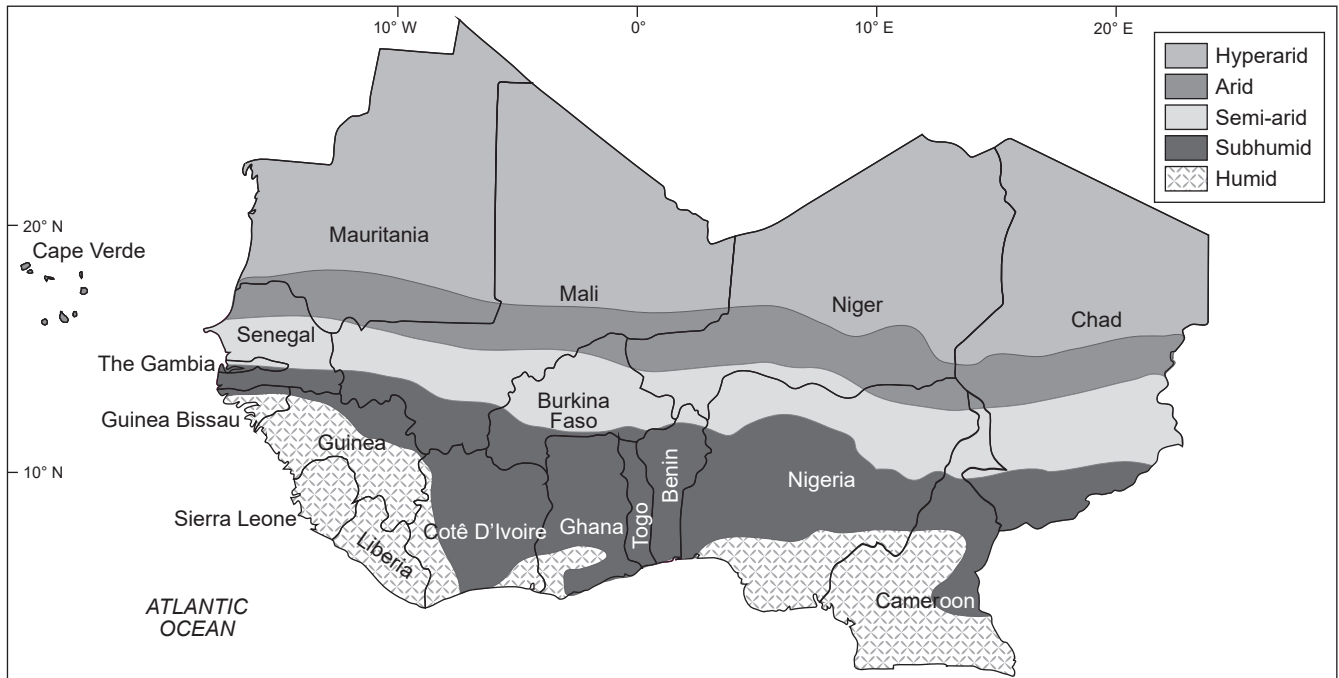 10° W
0°
10° E
20° E
Hyperarid
Arid
Semi-arid
Subhumid
Humid
20° N
Cape Verde
Mauritania
Mali
Niger
Chad
Senegal
The Gambia
Burkina
Faso
Guinea Bissau
Guinea
10° N
Benin
Nigeria
Sierra Leone
Liberia
Cotê D’Ivoire
Ghana
Togo
Cameroon
ATLANTIC
OCEAN